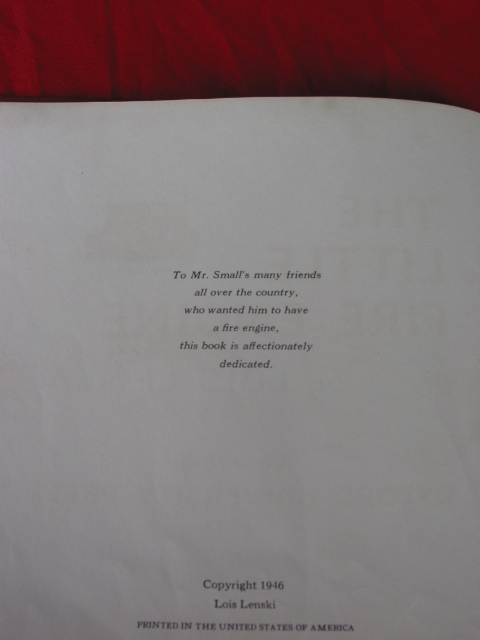 To Mr. Small's many friends
all over the country,
who wanted him to have
a fire engine,
this book is affectionately
dedicated.
Copyright 1946
Lois Lenski
PRINTED IN THE UNITED STATES OF AMERICA